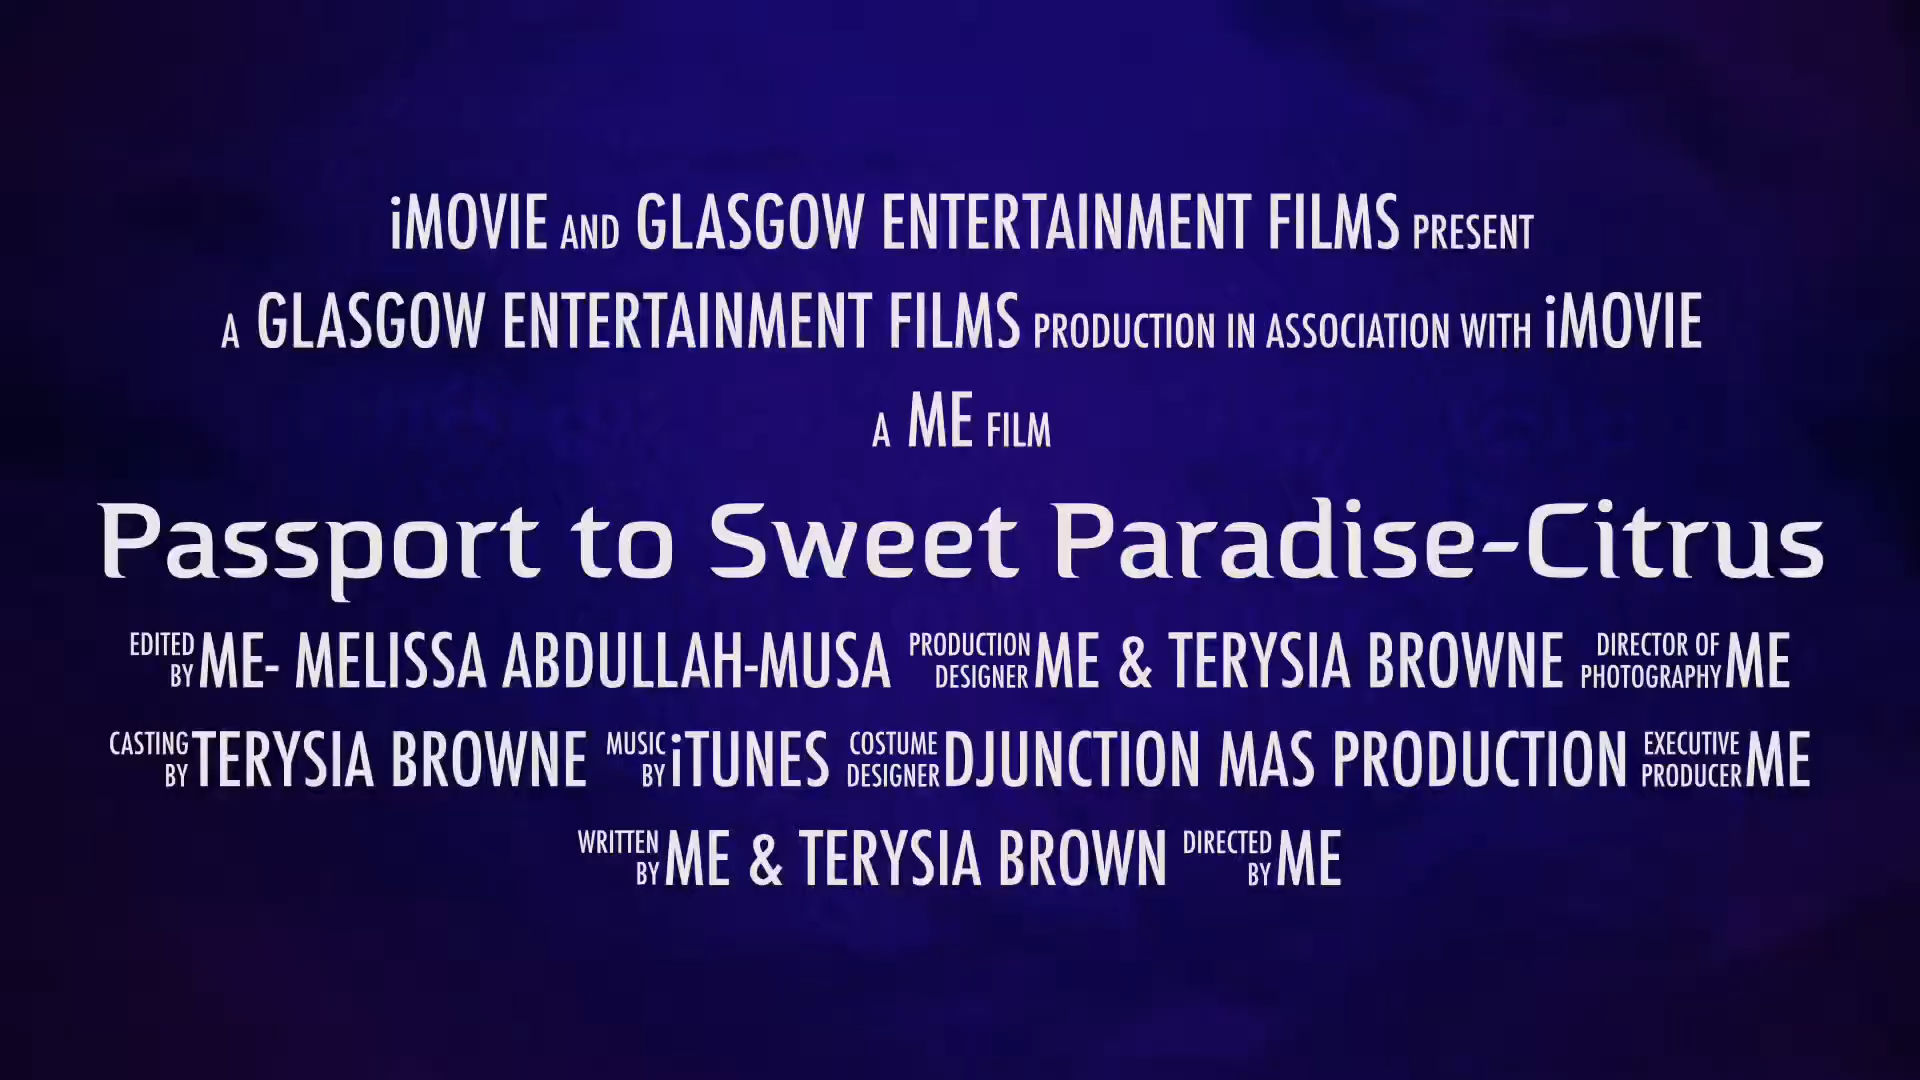 iMOVIE AND GLASGOW ENTERTAINMENT FILMS PRESENT
A GLASGOW ENTERTAINMENT FILMS PRODUCTION IN ASSOCIATION WITH iMOVIE
A ME FILM
Passport to Sweet Paradise-Citrus
EDITED BY ME- MELISSA ABDULLAH-MUSA PRODUCTION DESIGNER ME & TERYSIA BROWNE DIRECTOR OF PHOTOGRAPHY ME
CASTING BY TERYSIA BROWNE MUSIC BY iTUNES COSTUME DESIGNER DJUNCTION MAS PRODUCTION EXECUTIVE PRODUCER ME
WRITTEN BY ME & TERYSIA BROWN DIRECTED BY ME